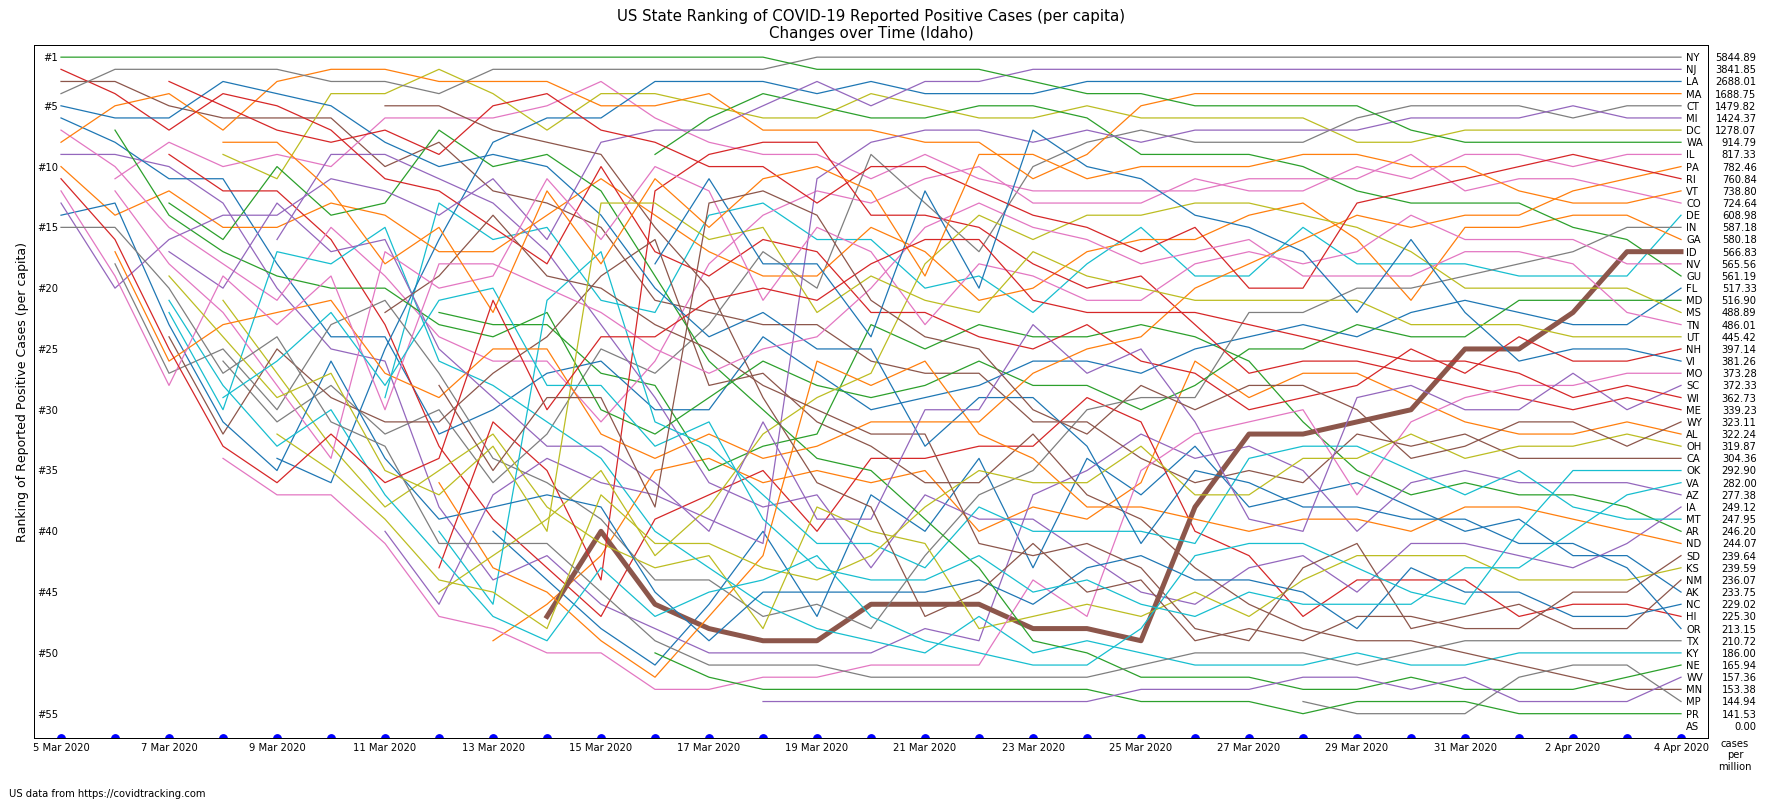 US State Ranking of COVID-19 Reported Positive Cases (per capita)
Changes over Time (Idaho)
Ranking of Reported Positive Cases (per capita)
#1
#5
#10
#15
#20
#25
#30
#35
#40
#45
#50
#55
NY 5844.89
NJ 3841.85
LA 2688.01
MA 1688.75
CT 1479.82
MI 1424.37
DC 1278.07
WA 914.79
IL 817.33
PA 782.46
RI 760.84
VT 738.80
CO 724.64
DE 608.98
IN 587.18
GA 580.18
ID 566.83
NV 565.56
GU 561.19
FL 517.33
MD 516.90
MS 488.89
TN 486.01
UT 445.42
NH 397.14
VI 381.26
MO 373.28
SC 372.33
WI 362.73
ME 339.23
WY 323.11
AL 322.24
OH 319.87
CA 304.36
OK 292.90
VA 282.00
AZ 277.38
IA 249.12
MT 247.95
AR 246.20
ND 244.07
SD 239.64
KS 239.59
NM 236.07
AK 233.75
NC 229.02
HI 225.30
OR 213.15
TX 210.72
KY 186.00
NE 165.94
WV 157.36
MN 153.38
MP 144.94
PR 141.53
AS 0.00
5 Mar 2020 7 Mar 2020 9 Mar 2020 11 Mar 2020 13 Mar 2020 15 Mar 2020 17 Mar 2020 19 Mar 2020 21 Mar 2020 23 Mar 2020 25 Mar 2020 27 Mar 2020 29 Mar 2020 31 Mar 2020 2 Apr 2020 4 Apr 2020
cases
per
million
US data from https://covidtracking.com